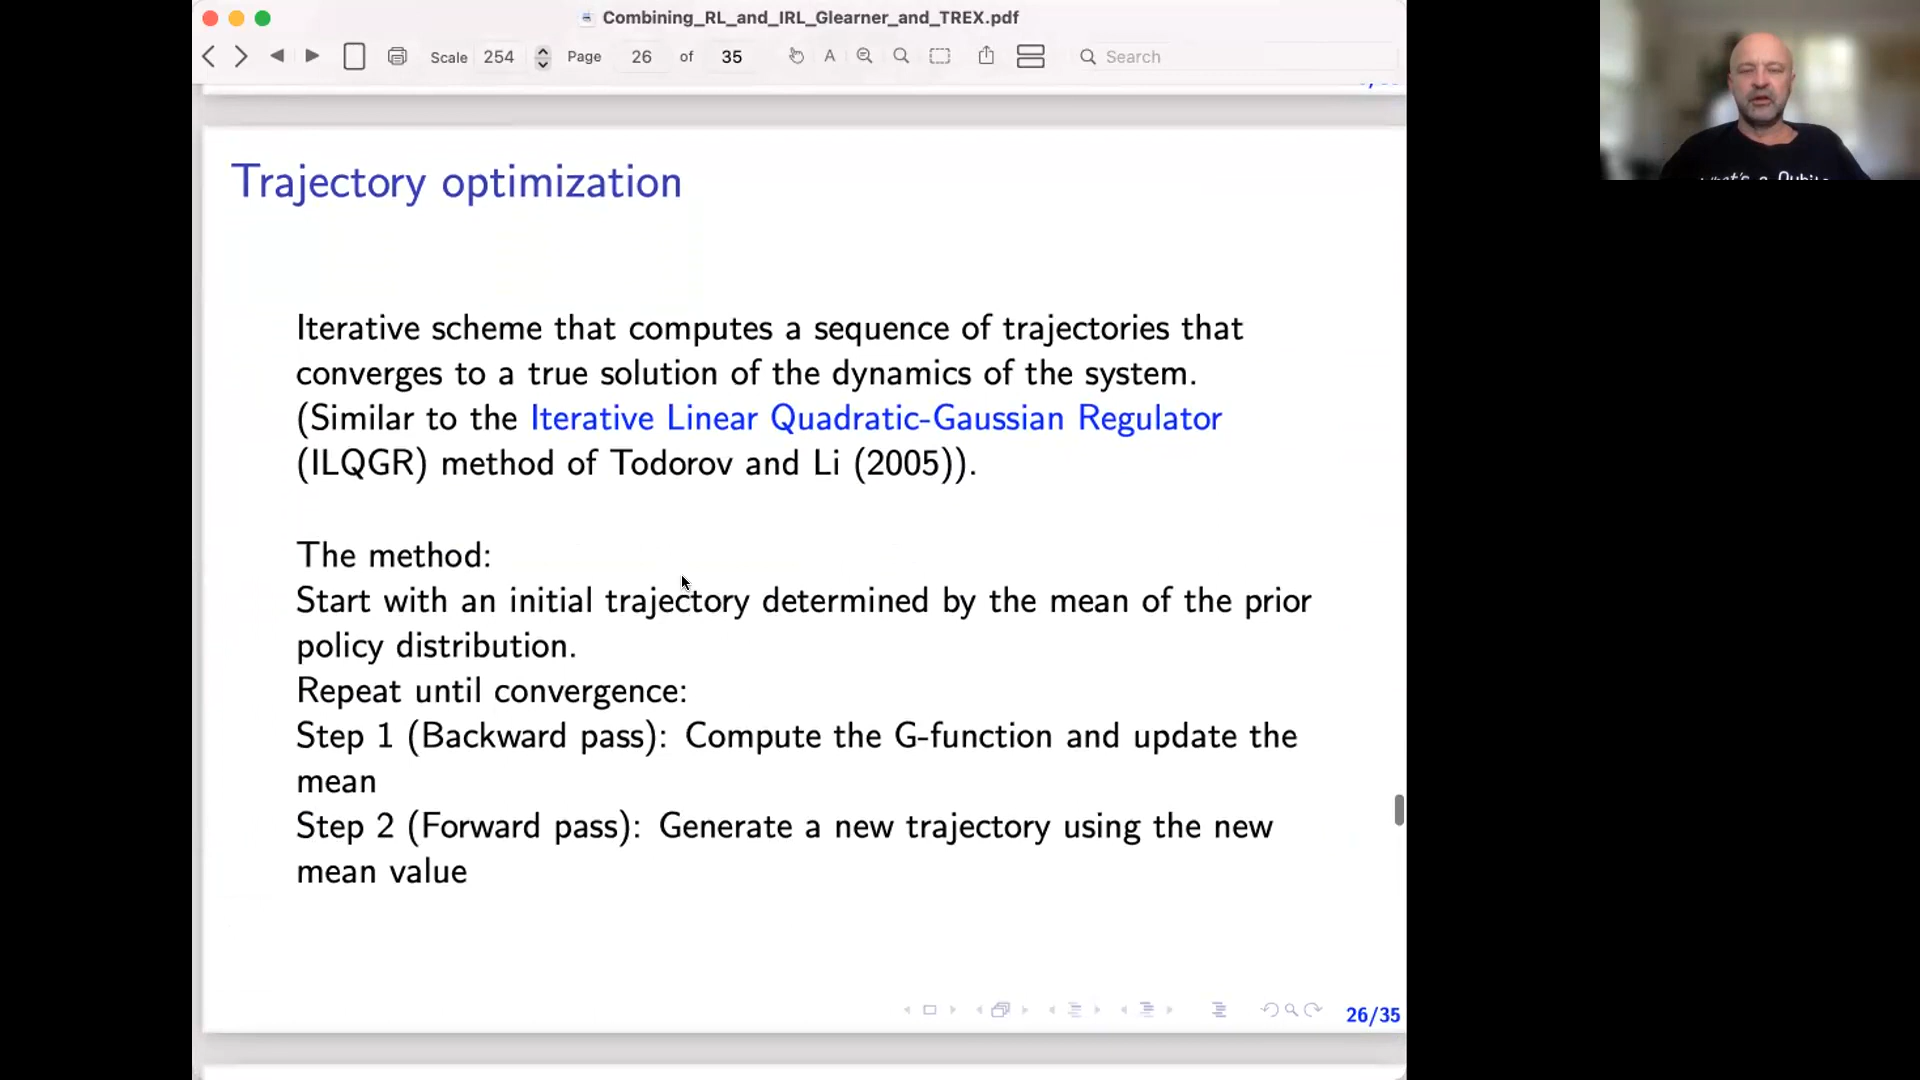 Combining_RL_and_IRL_Glearner_and_TREX.pdf
Scale 254 Page 26 of 35 A Search
Trajectory optimization
Iterative scheme that computes a sequence of trajectories that
converges to a true solution of the dynamics of the system.
(Similar to the Iterative Linear Quadratic-Gaussian Regulator
(ILQGR) method of Todorov and Li (2005)).
The method:
Start with an initial trajectory determined by the mean of the prior
policy distribution.
Repeat until convergence:
Step 1 (Backward pass): Compute the G-function and update the
mean
Step 2 (Forward pass): Generate a new trajectory using the new
mean value
26/35